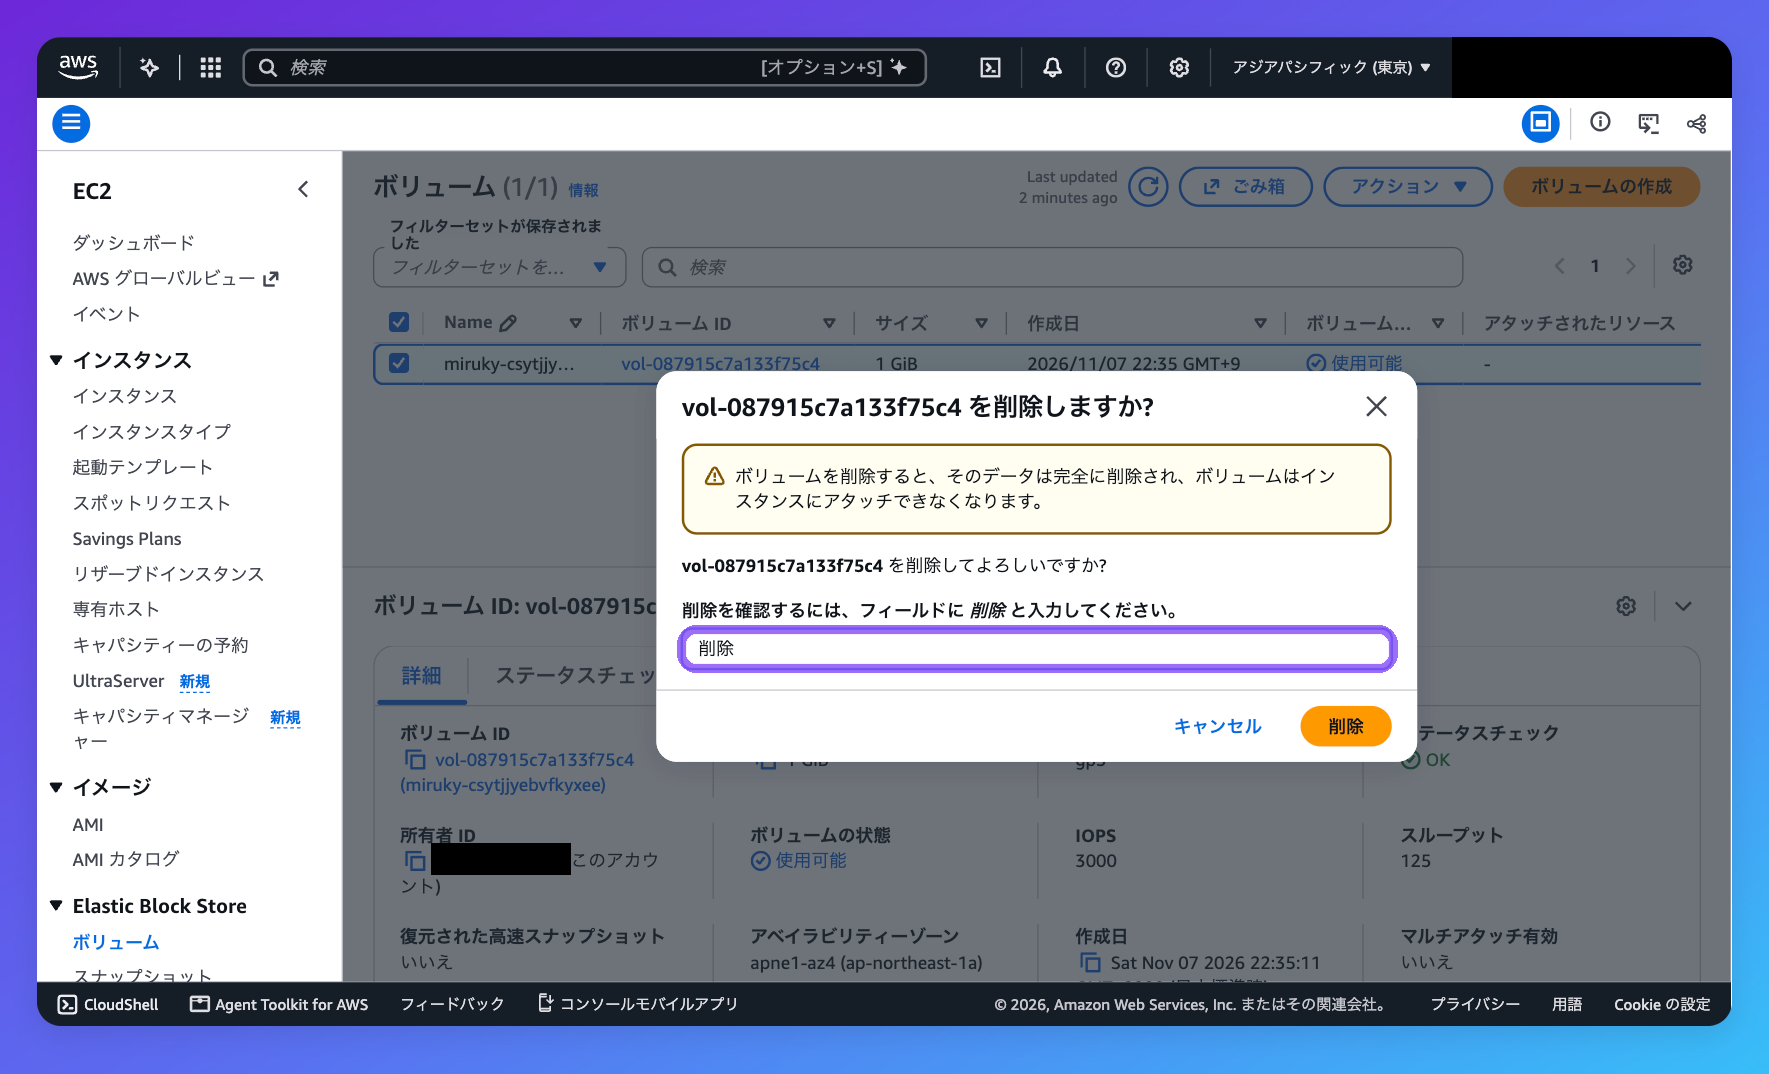 aws
検索
[オプション+S]
アジアパシフィック (東京) ▼
EC2
ダッシュボード
AWS グローバルビュー
イベント
▼ インスタンス
インスタンス
インスタンスタイプ
起動テンプレート
スポットリクエスト
Savings Plans
リザーブドインスタンス
専有ホスト
キャパシティーの予約
UltraServer 新規
キャパシティマネージ 新規
ャー
▼ イメージ
AMI
AMI カタログ
▼ Elastic Block Store
ボリューム
スナップショット
ボリューム (1/1) 情報
Last updated
2 minutes ago
ごみ箱
アクション ▼
ボリュームの作成
フィルターセットが保存されま
した
フィルターセットを... ▼
検索
1
Name
ボリューム ID
サイズ
作成日
ボリューム...
アタッチされたリソース
miruky-csytjjy...
vol-087915c7a133f75c4
1 GiB
2026/11/07 22:35 GMT+9
使用可能
-
vol-087915c7a133f75c4 を削除しますか?
ボリュームを削除すると、そのデータは完全に削除され、ボリュームはイン
スタンスにアタッチできなくなります。
vol-087915c7a133f75c4 を削除してよろしいですか?
削除を確認するには、フィールドに 削除 と入力してください。
削除
キャンセル
削除
ボリューム ID: vol-087915c
詳細
ステータスチェッ
ボリューム ID
vol-087915c7a133f75c4
(miruky-csytjjyebvfkyxee)
1 GiB
gp3
テータスチェック
OK
所有者 ID
このアカウ
ント)
ボリュームの状態
使用可能
IOPS
3000
スループット
125
復元された高速スナップショット
いいえ
アベイラビリティーゾーン
apne1-az4 (ap-northeast-1a)
作成日
Sat Nov 07 2026 22:35:11
マルチアタッチ有効
いいえ
CloudShell
Agent Toolkit for AWS
フィードバック
コンソールモバイルアプリ
© 2026, Amazon Web Services, Inc. またはその関連会社。
プライバシー
用語
Cookie の設定